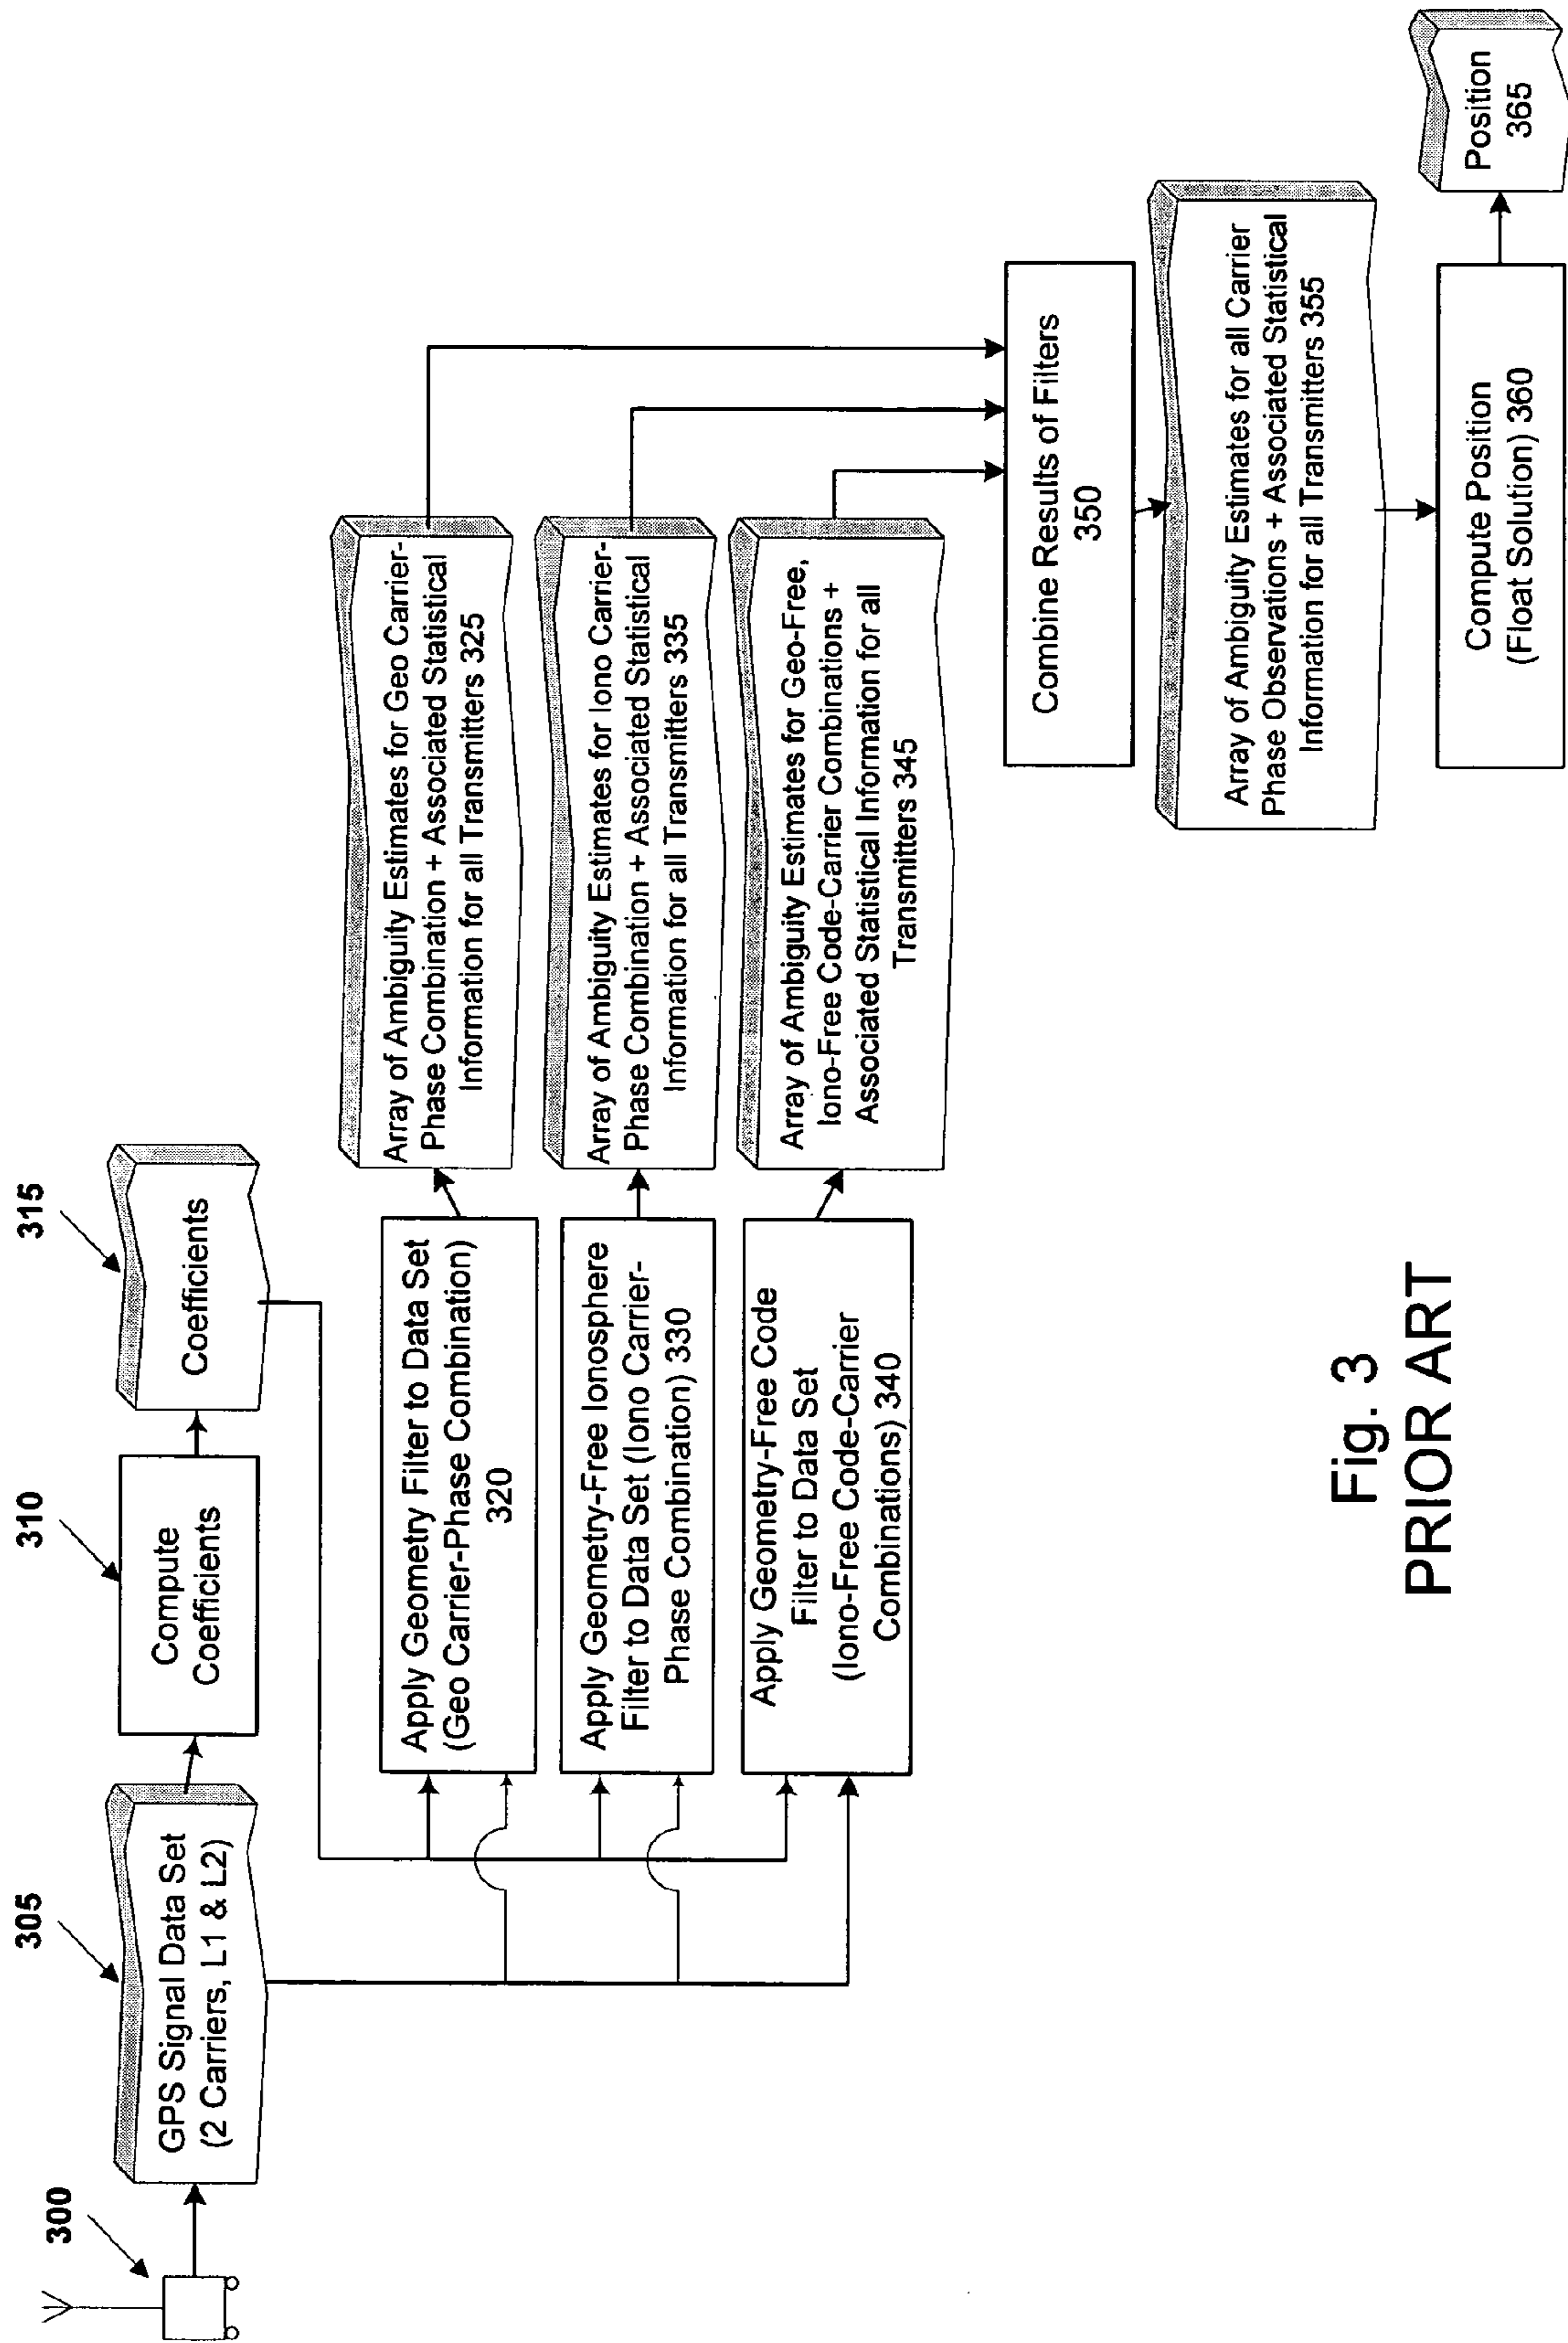 300
305
GPS Signal Data Set
(2 Carriers, L1 & L2)
310
Compute
Coefficients
315
Coefficients
Apply Geometry Filter to Data Set
(Geo Carrier-Phase Combination)
320
Array of Ambiguity Estimates for Geo Carrier-
Phase Combination + Associated Statistical
Information for all Transmitters 325
Apply Geometry-Free Ionosphere
Filter to Data Set (Iono Carrier-
Phase Combination) 330
Array of Ambiguity Estimates for Iono Carrier-
Phase Combination + Associated Statistical
Information for all Transmitters 335
Apply Geometry-Free Code
Filter to Data Set
(Iono-Free Code-Carrier
Combinations) 340
Array of Ambiguity Estimates for Geo-Free,
Iono-Free Code-Carrier Combinations +
Associated Statistical Information for all
Transmitters 345
Combine Results of Filters
350
Array of Ambiguity Estimates for all Carrier
Phase Observations + Associated Statistical
Information for all Transmitters 355
Compute Position
(Float Solution) 360
Position
365
Fig. 3
PRIOR ART